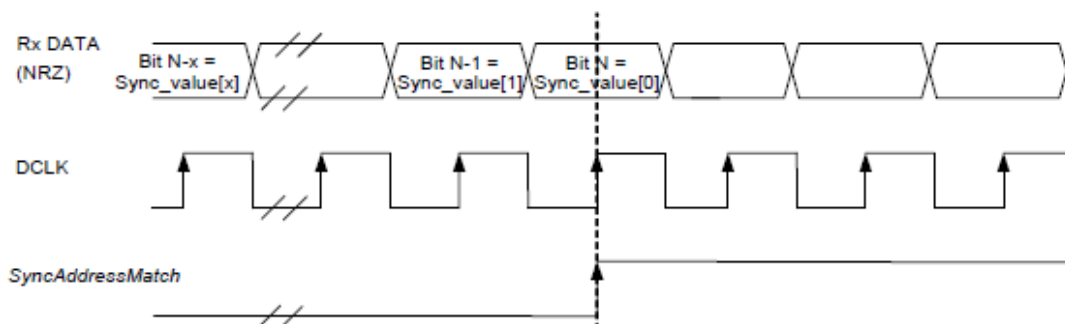 Rx DATA
(NRZ)
Bit N-x =
Sync_value[x]
Bit N-1 =
Sync_value[1]
Bit N =
Sync_value[0]
DCLK
SyncAddressMatch